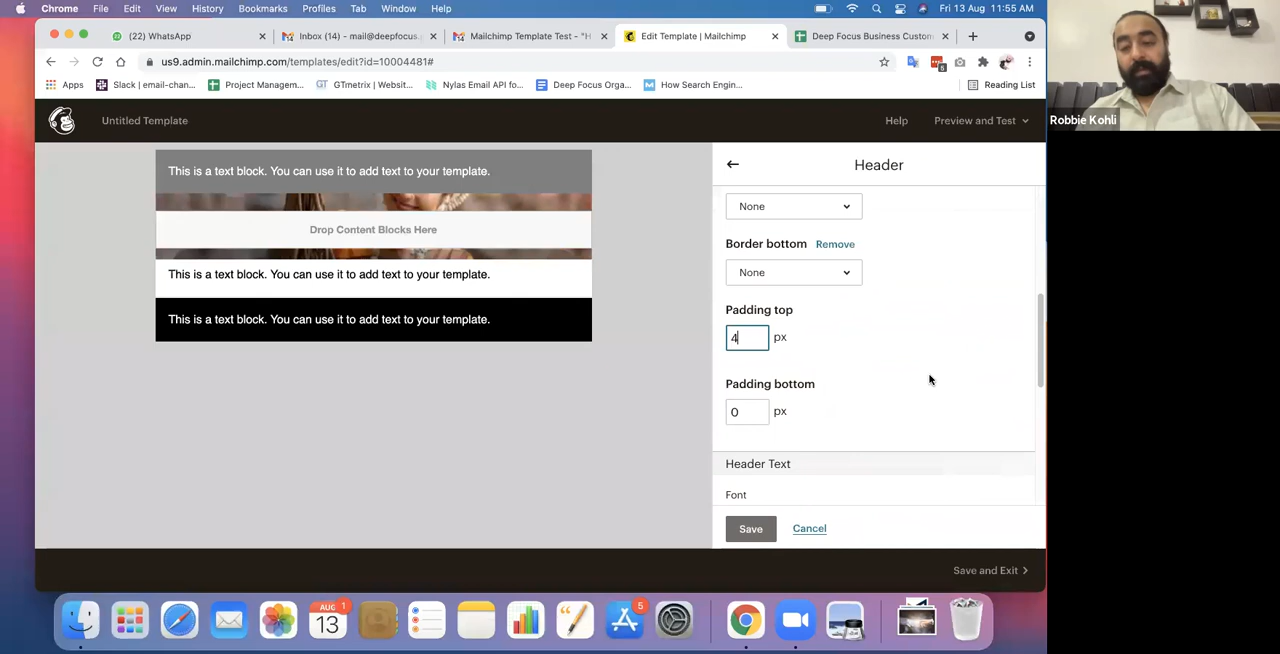 Chrome File Edit View History Bookmarks Profiles Tab Window Help
Fri 13 Aug 11:55 AM
(22) WhatsApp
Inbox (14) - mail@deepfocus.
Mailchimp Template Test - "H
Edit Template | Mailchimp
Deep Focus Business Custom
us9.admin.mailchimp.com/templates/edit?id=10004481#
6
Apps
Slack | email-chan...
Project Managem...
GT GTmetrix | Websit...
Nylas Email API fo...
Deep Focus Orga...
How Search Engin...
Reading List
Robbie Kohli
Untitled Template
Help
Preview and Test
This is a text block. You can use it to add text to your template.
Drop Content Blocks Here
This is a text block. You can use it to add text to your template.
This is a text block. You can use it to add text to your template.
Header
None
Border bottom Remove
None
Padding top
4 px
Padding bottom
0 px
Header Text
Font
Save Cancel
Save and Exit
AUG 1
13
5